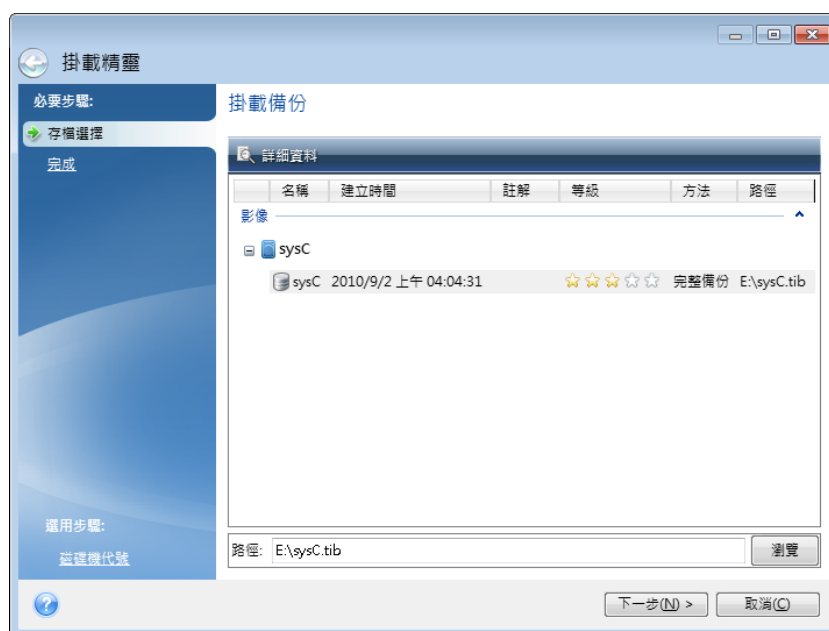 掛載精靈
必要步驟:
存檔選擇
完成
掛載備份
詳細資料
名稱 建立時間 註解 等級 方法 路徑
影像
sysC
sysC 2010/9/2 上午 04:04:31 完整備份 E:\sysC.tib
選用步驟:
磁碟機代號
路徑: E:\sysC.tib 瀏覽
下一步(N) > 取消(C)